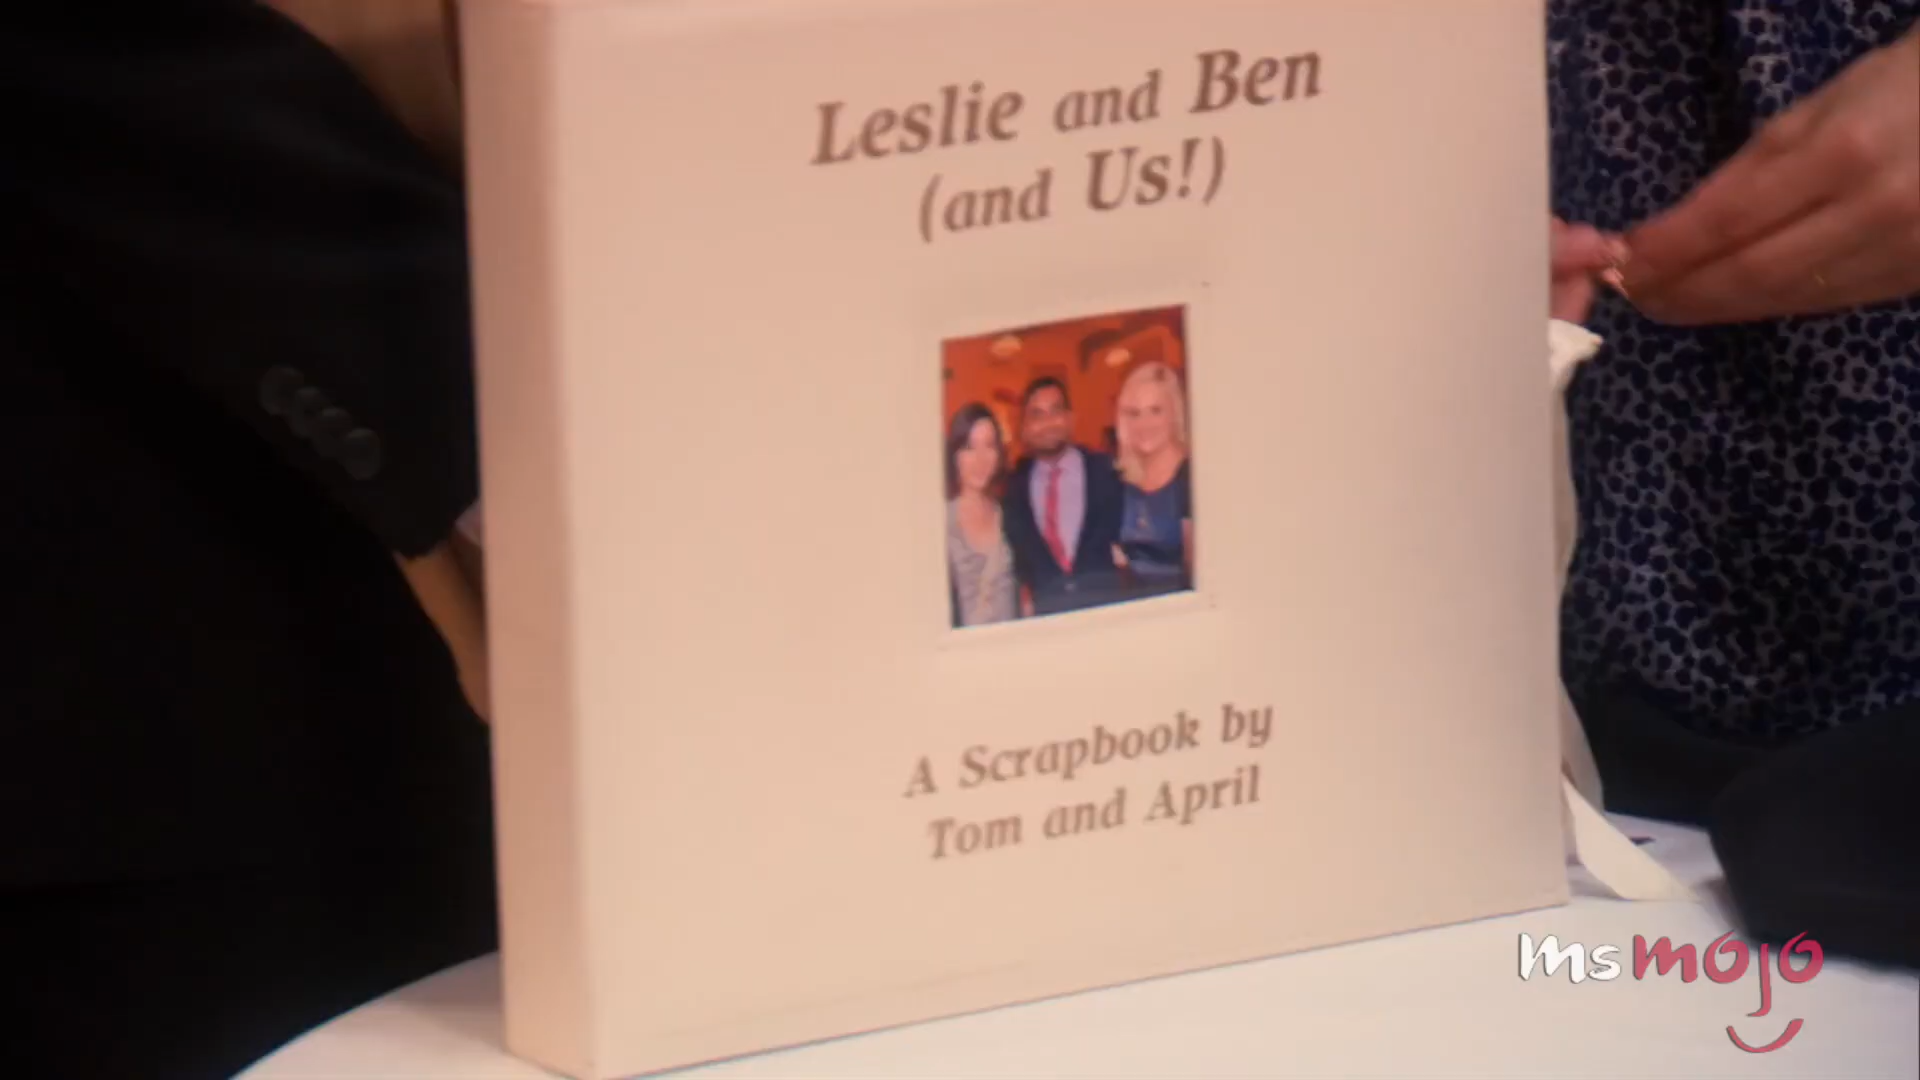 Leslie and Ben
(and Us!)
A Scrapbook by
Tom and April
msmojo